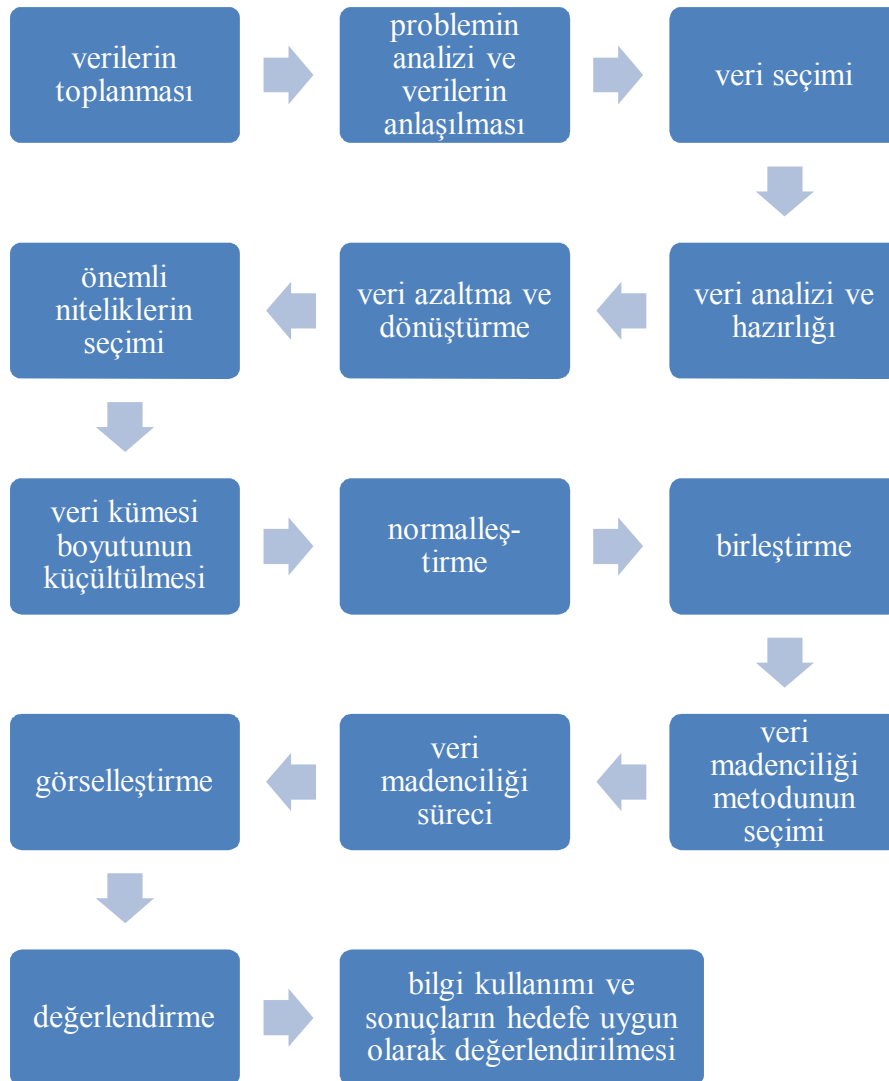 verilerin
toplanması
problemin
analizi ve
verilerin
anlaşılması
veri seçimi
veri analizi ve
hazırlığı
veri azaltma ve
dönüştürme
önemli
niteliklerin
seçimi
veri kümesi
boyutunun
küçültülmesi
normalleş-
tirme
birleştirme
veri
madenciliği
metodunun
seçimi
veri
madenciliği
süreci
görselleştirme
değerlendirme
bilgi kullanımı ve
sonuçların hedefe uygun
olarak değerlendirilmesi